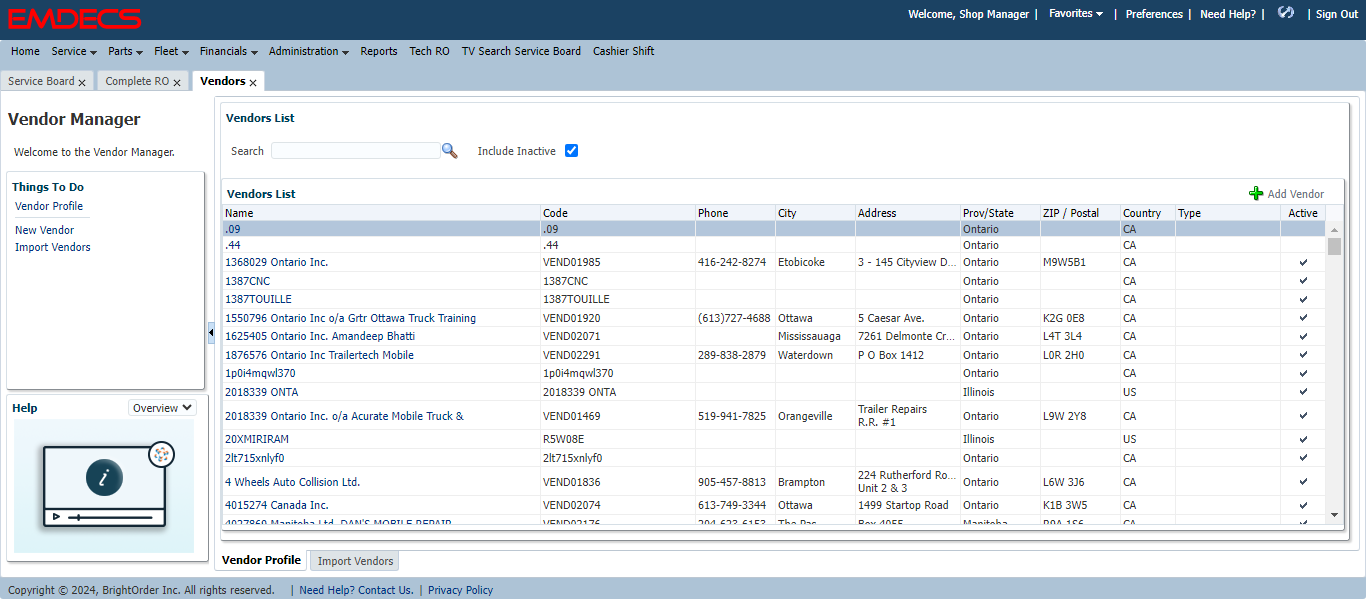 EMDECS
Welcome, Shop Manager | Favorites | Preferences | Need Help? | | Sign Out
Home Service Parts Fleet Financials Administration Reports Tech RO TV Search Service Board Cashier Shift
Service Board x Complete RO x Vendors x
Vendor Manager
Welcome to the Vendor Manager.
Things To Do
Vendor Profile
New Vendor
Import Vendors
Help Overview
i
Vendors List
Search Include Inactive
Vendors List Add Vendor
Name Code Phone City Address Prov/State ZIP / Postal Country Type Active
.09 .09 Ontario CA
.44 .44 Ontario CA
1368029 Ontario Inc. VEND01985 416-242-8274 Etobicoke 3 - 145 Cityview D... Ontario M9W5B1 CA
1387CNC 1387CNC Ontario CA
1387TOUILLE 1387TOUILLE Ontario CA
1550796 Ontario Inc o/a Grtr Ottawa Truck Training VEND01920 (613)727-4688 Ottawa 5 Caesar Ave. Ontario K2G 0E8 CA
1625405 Ontario Inc. Amandeep Bhatti VEND02071 Mississauaga 7261 Delmonte Cr... Ontario L4T 3L4 CA
1876576 Ontario Inc Trailertech Mobile VEND02291 289-838-2879 Waterdown P O Box 1412 Ontario L0R 2H0 CA
1p0i4mqwl370 1p0i4mqwl370 Ontario CA
2018339 ONTA 2018339 ONTA Illinois US
2018339 Ontario Inc. o/a Acurate Mobile Truck & VEND01469 519-941-7825 Orangeville Trailer Repairs R.R. #1 Ontario L9W 2Y8 CA
20XMIRIRAM R5W08E Illinois US
2lt715xnlyf0 2lt715xnlyf0 Ontario CA
4 Wheels Auto Collision Ltd. VEND01836 905-457-8813 Brampton 224 Rutherford Ro... Unit 2 & 3 Ontario L6W 3J6 CA
4015274 Canada Inc. VEND02074 613-749-3344 Ottawa 1499 Startop Road Ontario K1B 3W5 CA
4027860 Manitoba Ltd. DAN'S MOBILE REPAIR VEND02176 204-623-6153 The Pas Box 4055 Manitoba R9A 1S6 CA
Vendor Profile Import Vendors
Copyright © 2024, BrightOrder Inc. All rights reserved. | Need Help? Contact Us. | Privacy Policy